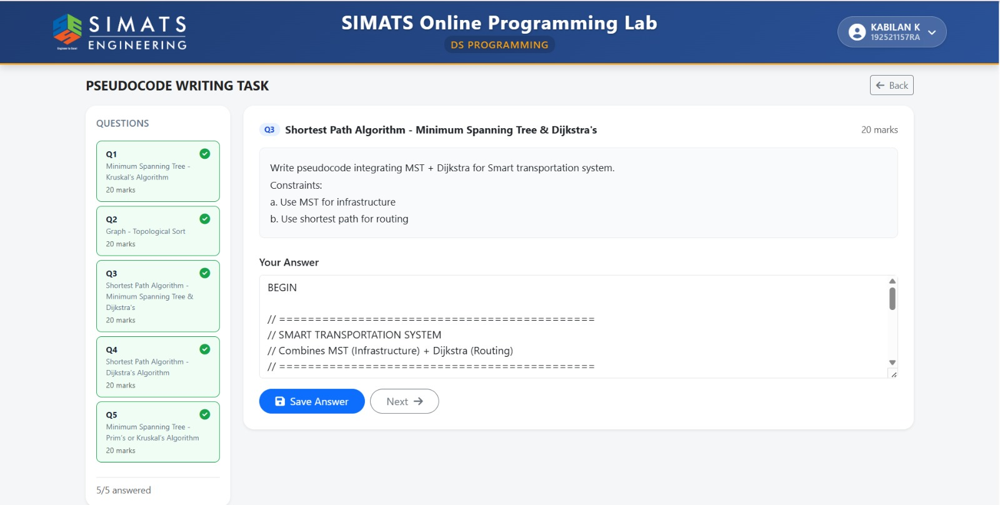 SIMATS
ENGINEERING
Engineer to Excel
SIMATS Online Programming Lab
DS PROGRAMMING
KABILAN K
192521157RA
PSEUDOCODE WRITING TASK
Back
QUESTIONS
Q1
Minimum Spanning Tree -
Kruskal's Algorithm
20 marks
Q2
Graph - Topological Sort
20 marks
Q3
Shortest Path Algorithm -
Minimum Spanning Tree &
Dijkstra's
20 marks
Q4
Shortest Path Algorithm -
Dijkstra's Algorithm
20 marks
Q5
Minimum Spanning Tree -
Prim's or Kruskal's Algorithm
20 marks
5/5 answered
Q3 Shortest Path Algorithm - Minimum Spanning Tree & Dijkstra's
20 marks
Write pseudocode integrating MST + Dijkstra for Smart transportation system.
Constraints:
a. Use MST for infrastructure
b. Use shortest path for routing
Your Answer
BEGIN
// ============================================
// SMART TRANSPORTATION SYSTEM
// Combines MST (Infrastructure) + Dijkstra (Routing)
// ============================================
Save Answer
Next